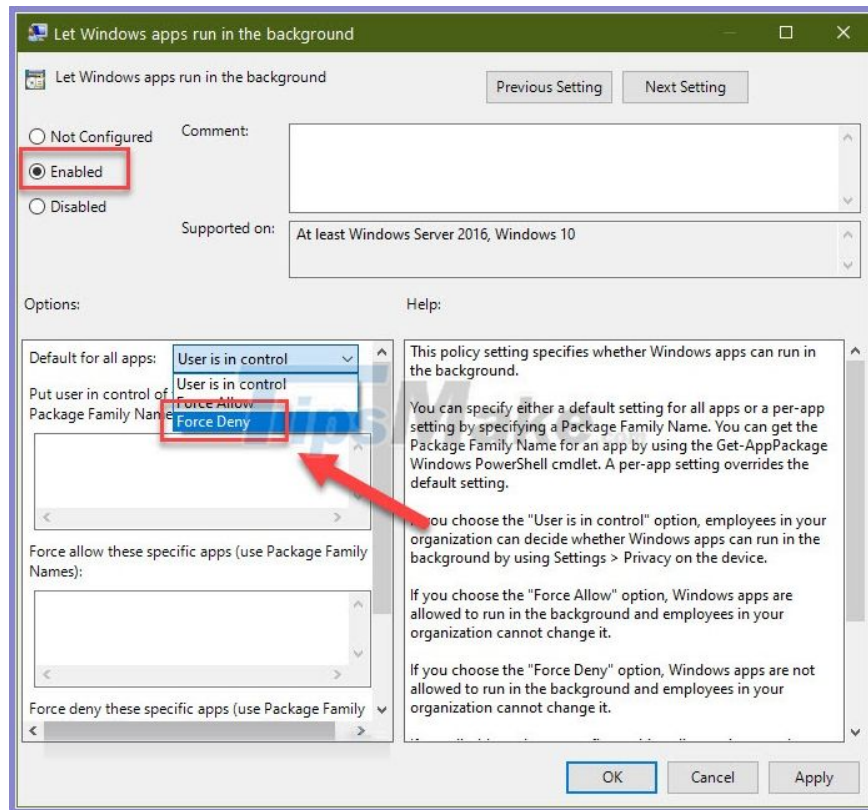 Let Windows apps run in the background
Let Windows apps run in the background
Previous Setting
Next Setting
Not Configured
Enabled
Disabled
Comment:
Supported on:
At least Windows Server 2016, Windows 10
Options:
Help:
Default for all apps:
User is in control
User is in control
Force Allow
Force Deny
Put user in control of
Package Family Name
Force allow these specific apps (use Package Family
Names):
Force deny these specific apps (use Package Family
This policy setting specifies whether Windows apps can run in
the background.
You can specify either a default setting for all apps or a per-app
setting by specifying a Package Family Name. You can get the
Package Family Name for an app by using the Get-AppPackage
Windows PowerShell cmdlet. A per-app setting overrides the
default setting.
you choose the "User is in control" option, employees in your
organization can decide whether Windows apps can run in the
background by using Settings > Privacy on the device.
If you choose the "Force Allow" option, Windows apps are
allowed to run in the background and employees in your
organization cannot change it.
If you choose the "Force Deny" option, Windows apps are not
allowed to run in the background and employees in your
organization cannot change it.
TipsMake.com
OK
Cancel
Apply